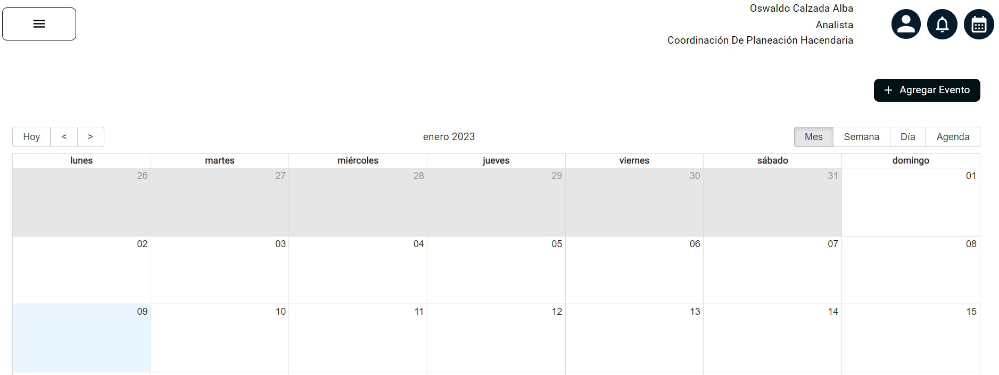 Oswaldo Calzada Alba
Analista
Coordinación De Planeación Hacendaria
+ Agregar Evento
Hoy < > enero 2023 Mes Semana Día Agenda
lunes martes miércoles jueves viernes sábado domingo
26 27 28 29 30 31 01
02 03 04 05 06 07 08
09 10 11 12 13 14 15